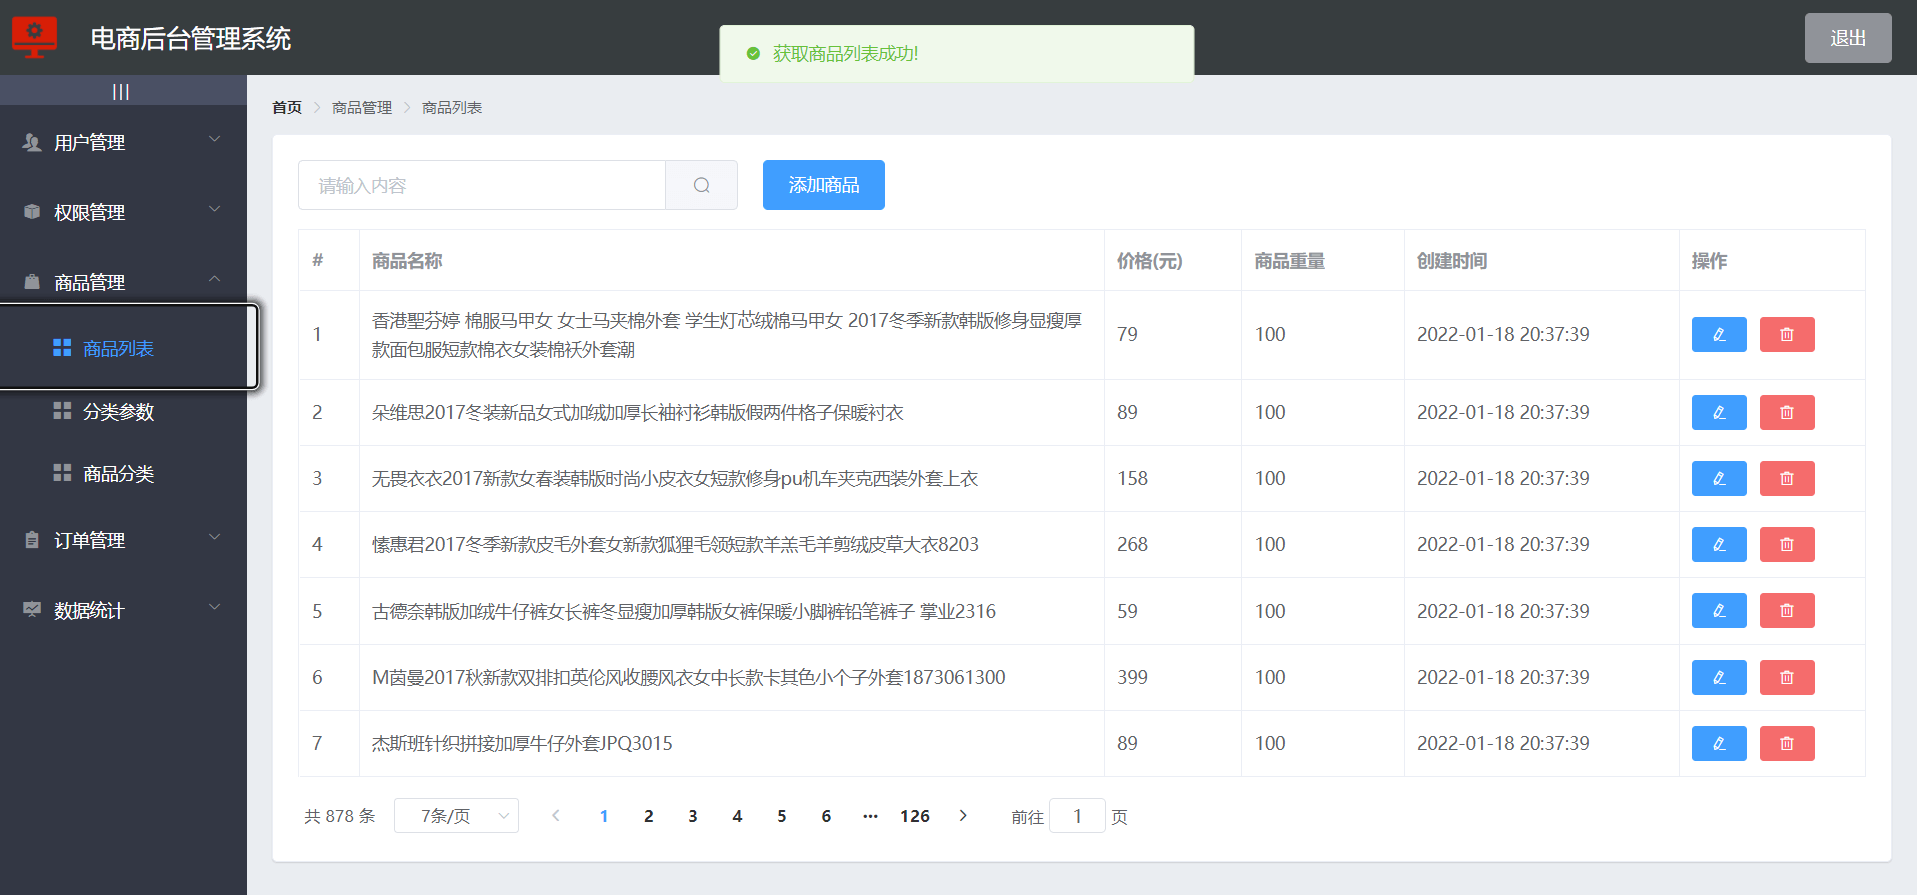 电商后台管理系统
获取商品列表成功!
退出
|||
首页 商品管理 商品列表
用户管理
权限管理
商品管理
商品列表
分类参数
商品分类
订单管理
数据统计
请输入内容 添加商品
# 商品名称 价格(元) 商品重量 创建时间 操作
1 香港聖芬婷 棉服马甲女 女士马夹棉外套 学生灯芯绒棉马甲女 2017冬季新款韩版修身显瘦厚
款面包服短款棉衣女装棉袄外套潮 79 100 2022-01-18 20:37:39
2 朵维思2017冬装新品女式加绒加厚长袖衬衫韩版假两件格子保暖衬衣 89 100 2022-01-18 20:37:39
3 无畏衣衣2017新款女春装韩版时尚小皮衣女短款修身pu机车夹克西装外套上衣 158 100 2022-01-18 20:37:39
4 愫惠君2017冬季新款皮毛外套女新款狐狸毛领短款羊羔毛羊剪绒皮草大衣8203 268 100 2022-01-18 20:37:39
5 古德奈韩版加绒牛仔裤女长裤冬显瘦加厚韩版女裤保暖小脚裤铅笔裤子 掌业2316 59 100 2022-01-18 20:37:39
6 M茵曼2017秋新款双排扣英伦风收腰风衣女中长款卡其色小个子外套1873061300 399 100 2022-01-18 20:37:39
7 杰斯班针织拼接加厚牛仔外套JPQ3015 89 100 2022-01-18 20:37:39
共 878 条 7条/页 1 2 3 4 5 6 ··· 126 前往 1 页